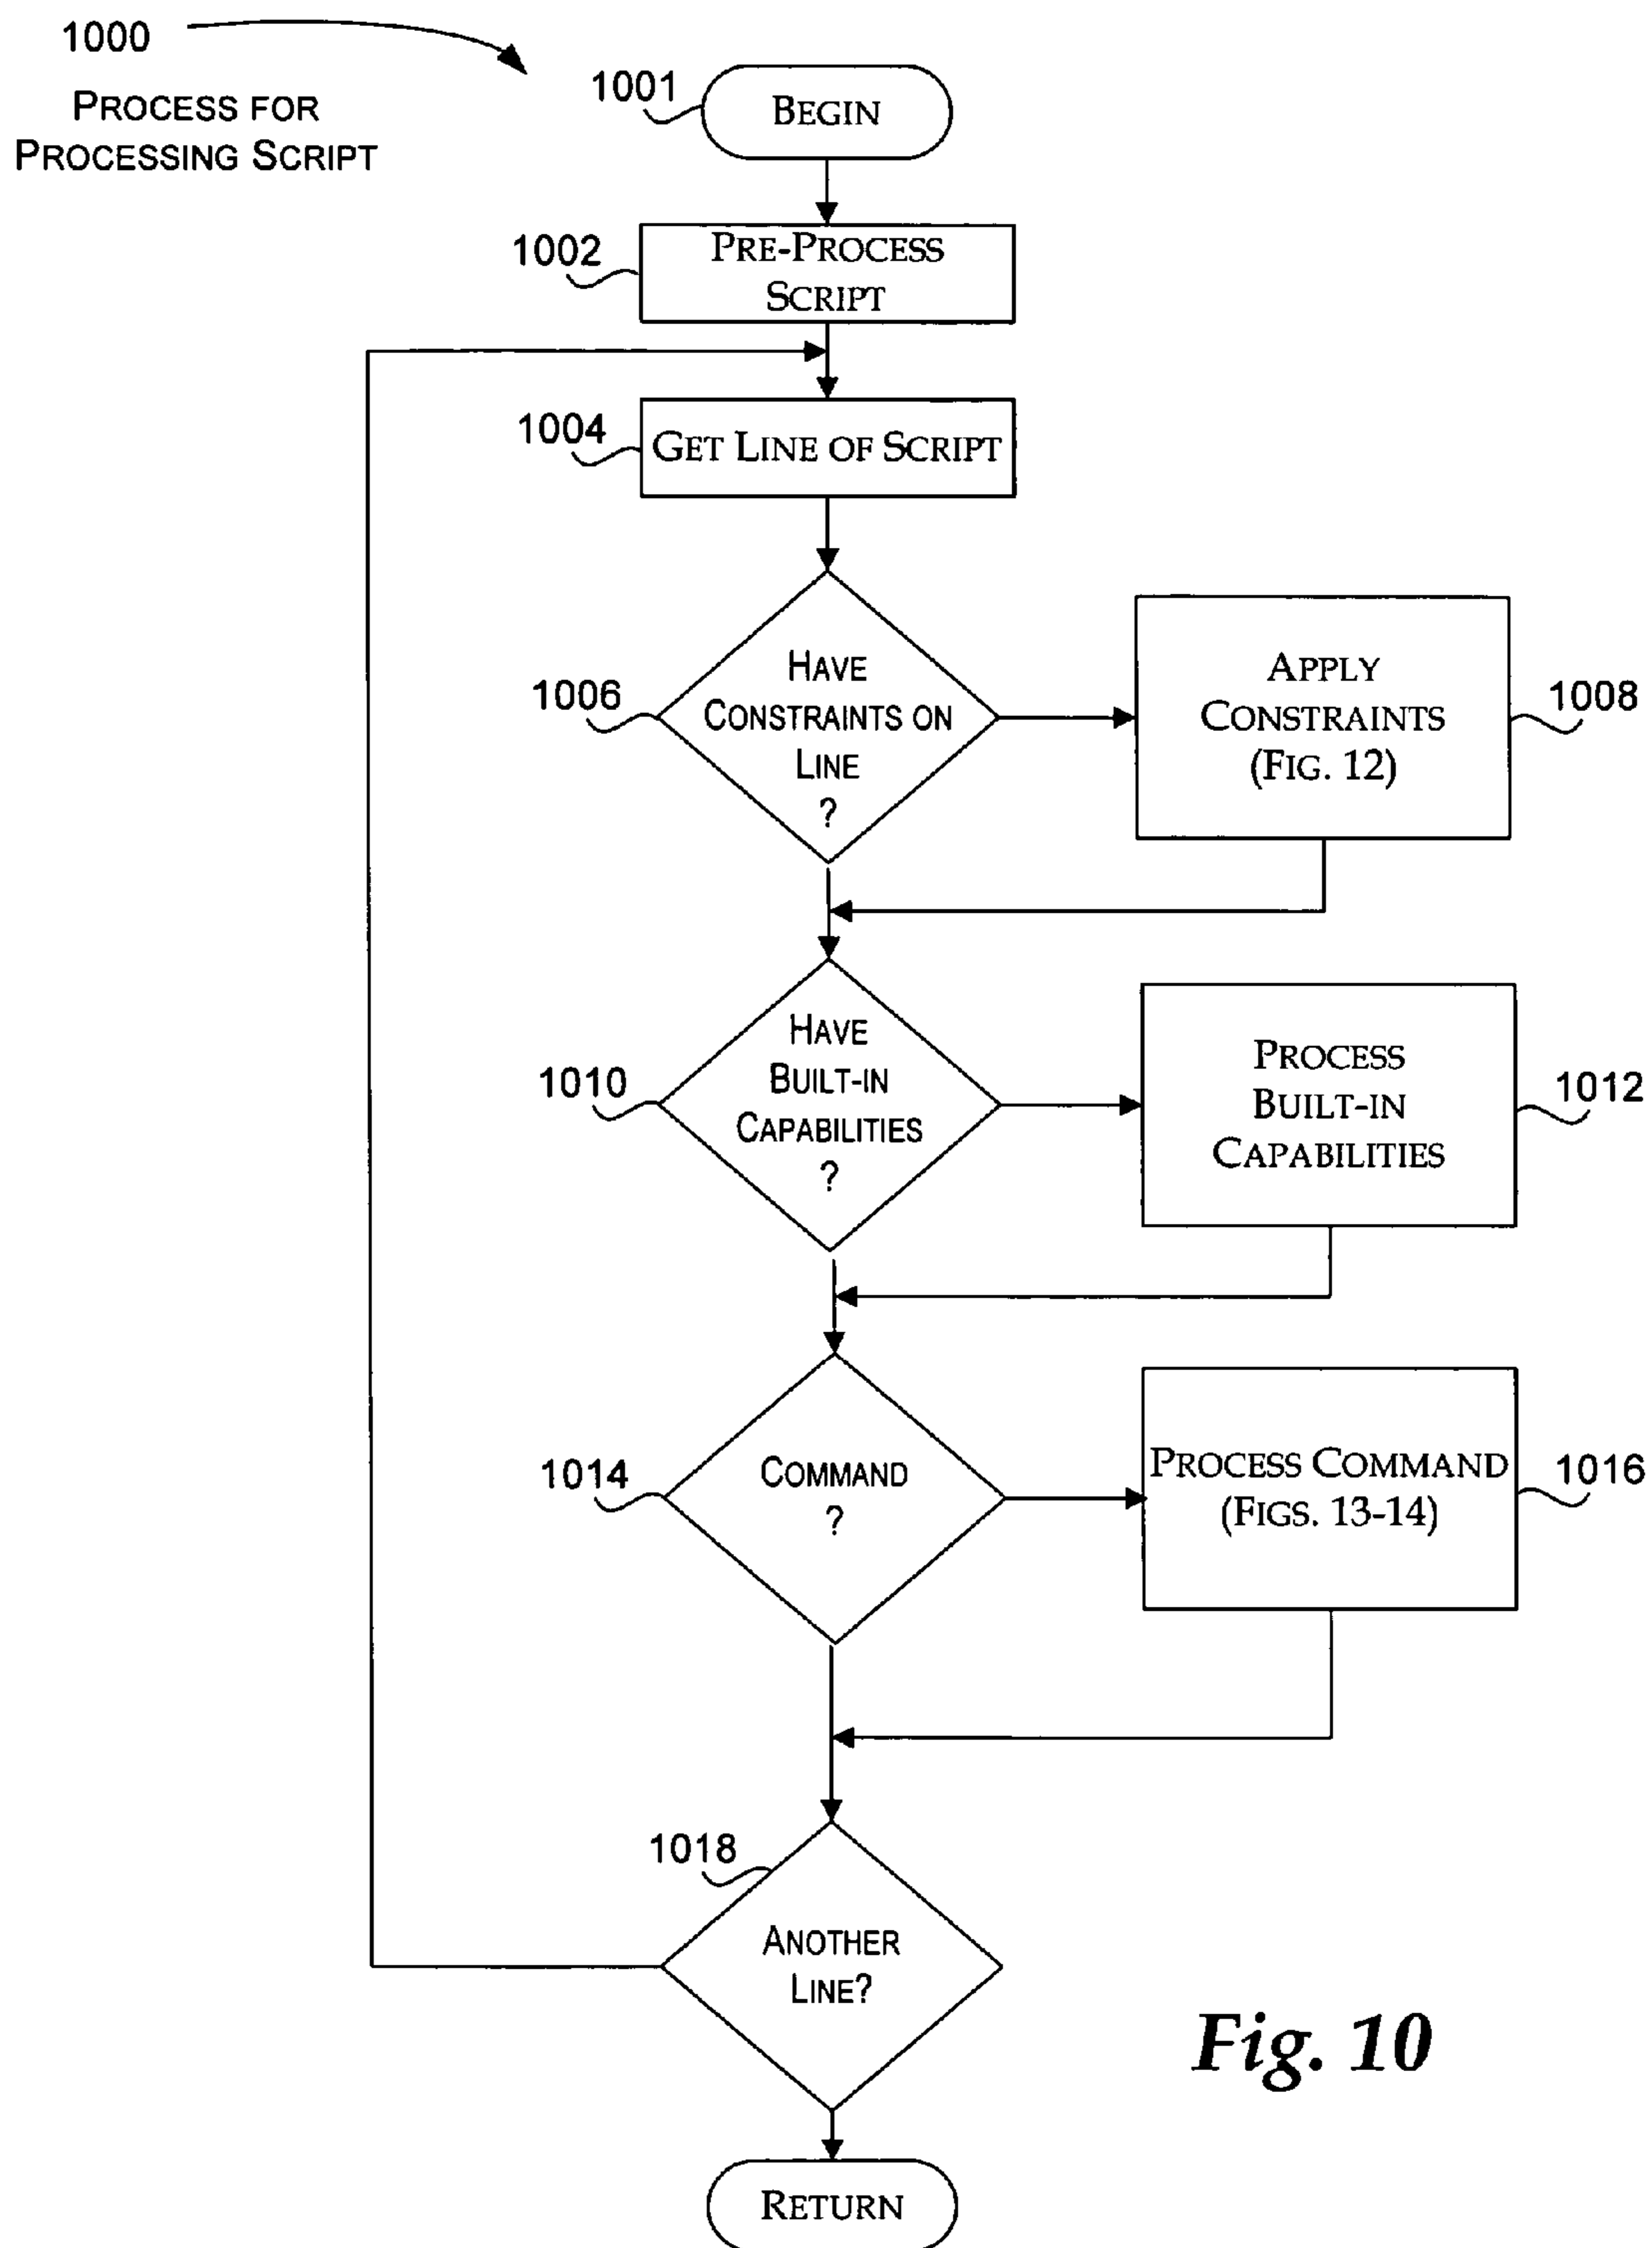 1000
PROCESS FOR
PROCESSING SCRIPT
1001
BEGIN
1002
PRE-PROCESS
SCRIPT
1004
GET LINE OF SCRIPT
1006
HAVE
CONSTRAINTS ON
LINE
?
APPLY
CONSTRAINTS
(FIG. 12)
1008
1010
HAVE
BUILT-IN
CAPABILITIES
?
PROCESS
BUILT-IN
CAPABILITIES
1012
1014
COMMAND
?
PROCESS COMMAND
(FIGS. 13-14)
1016
1018
ANOTHER
LINE?
RETURN
Fig. 10